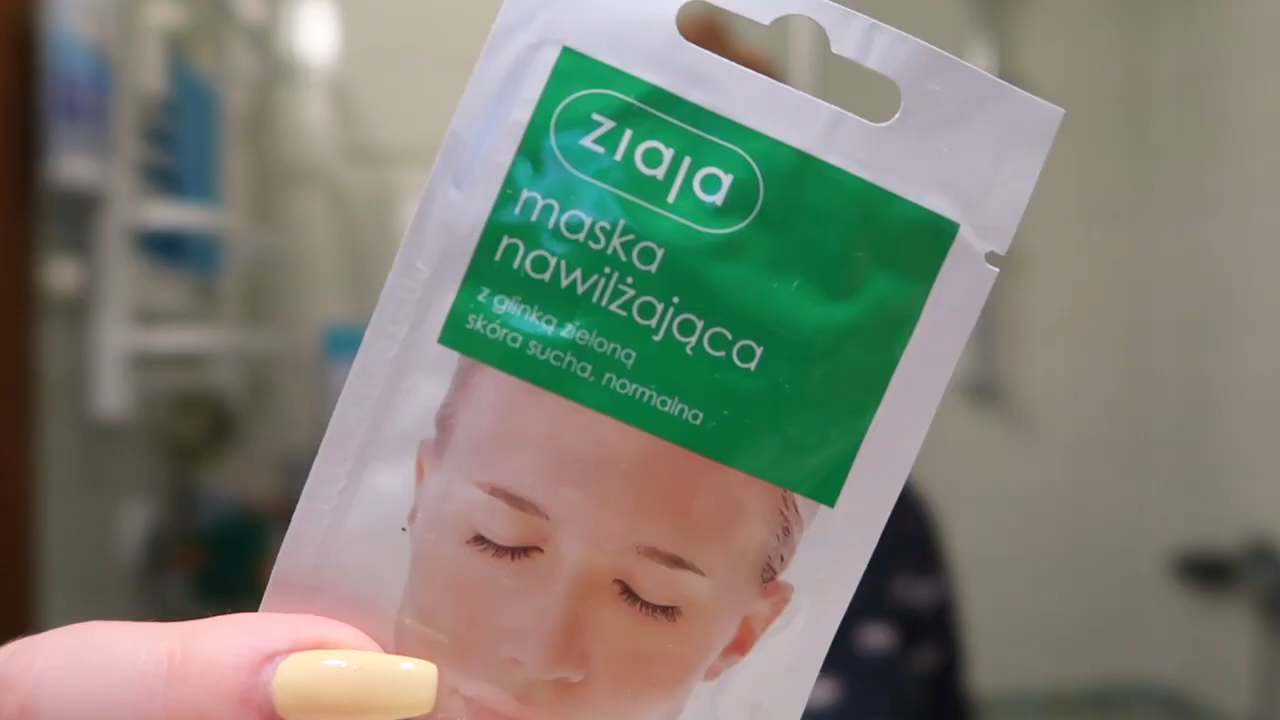 ziaja
maska
nawilżająca
z glinką zieloną
skóra sucha, normalna